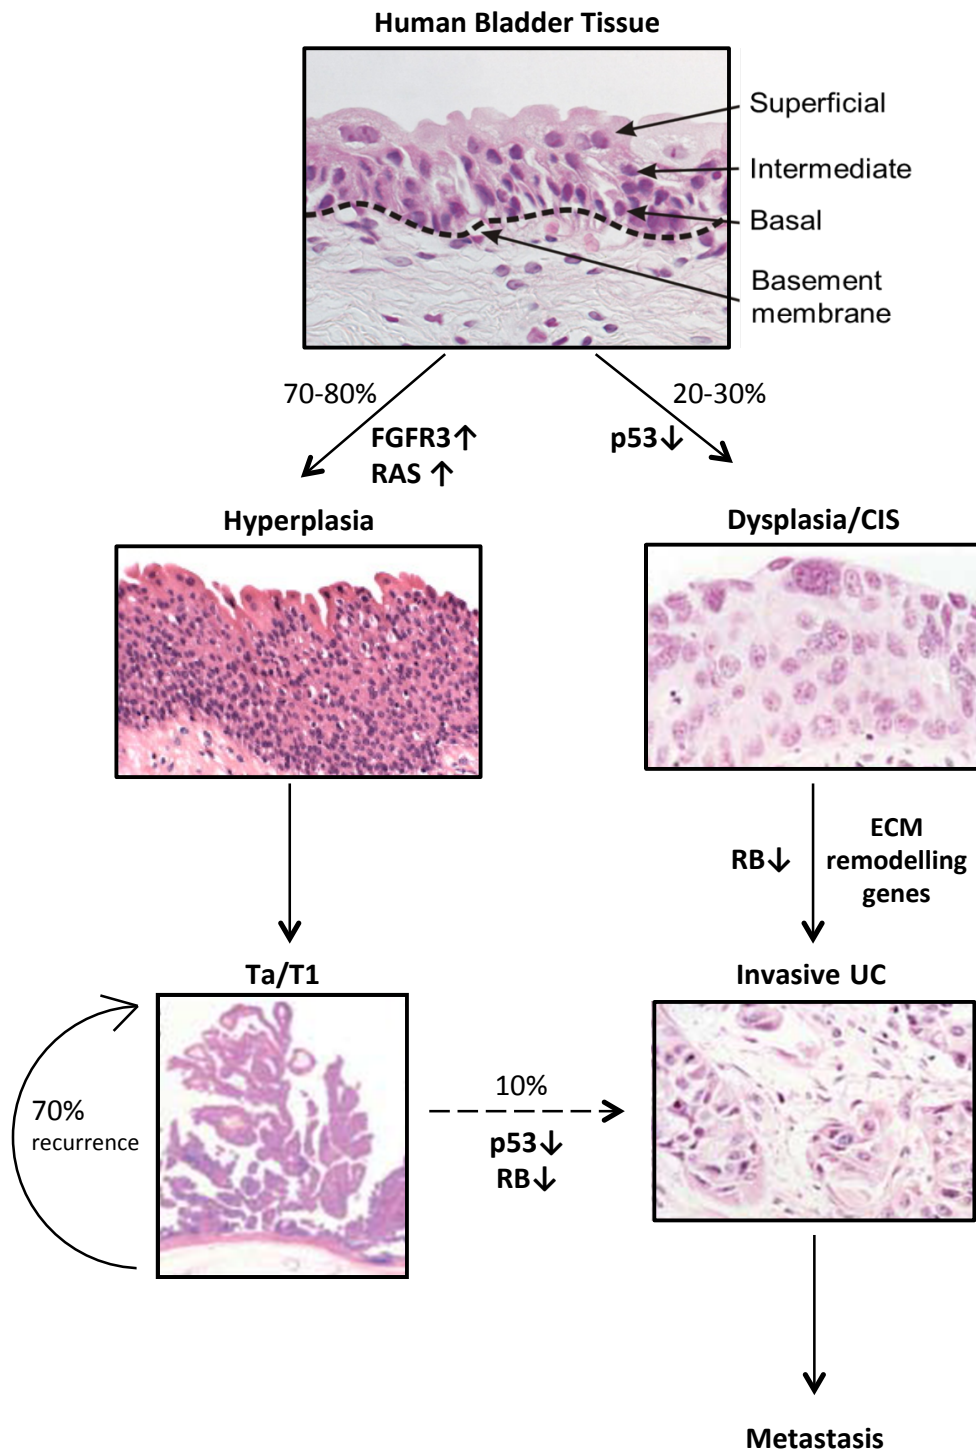 Human Bladder Tissue
Superficial
Intermediate
Basal
Basement
membrane
70-80%
20-30%
FGFR3↑
RAS ↑
p53↓
Hyperplasia
Dysplasia/CIS
RB↓
ECM
remodelling
genes
Ta/T1
Invasive UC
70%
recurrence
10%
p53↓
RB↓
Metastasis